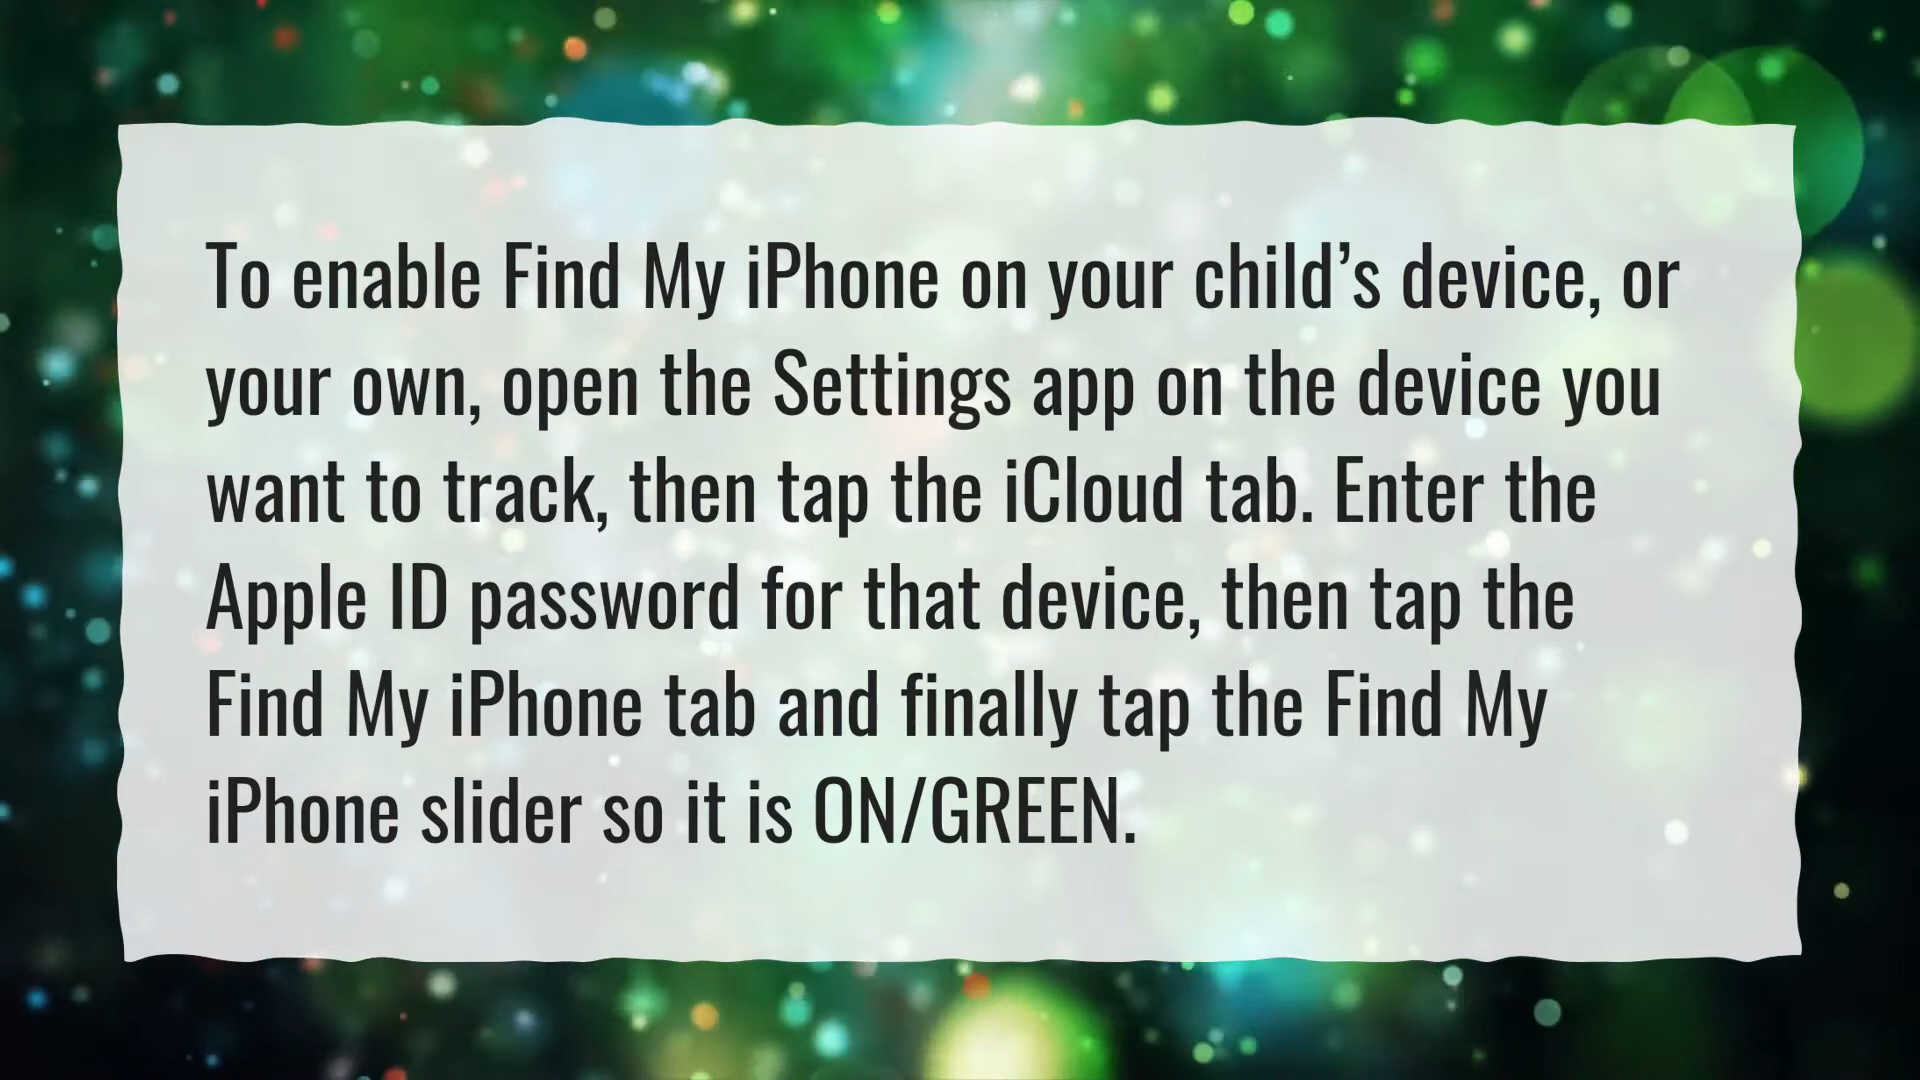 To enable Find My iPhone on your child’s device, or
your own, open the Settings app on the device you
want to track, then tap the iCloud tab. Enter the
Apple ID password for that device, then tap the
Find My iPhone tab and finally tap the Find My
iPhone slider so it is ON/GREEN.